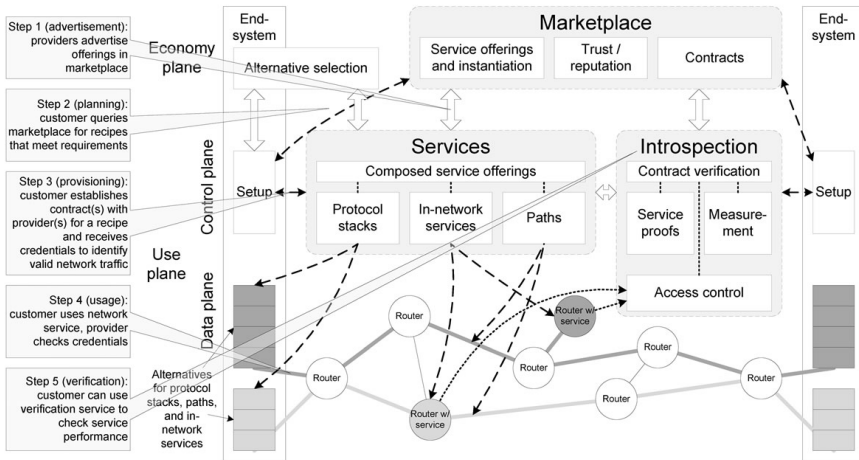 Step 1 (advertisement):
providers advertise
offerings in
marketplace
Step 2 (planning):
customer queries
marketplace for recipes
that meet requirements
Step 3 (provisioning):
customer establishes
contract(s) with
provider(s) for a recipe
and receives
credentials to identify
valid network traffic
Step 4 (usage):
customer uses network
service, provider
checks credentials
Step 5 (verification):
customer can use
verification service to
check service
performance
Economy
plane
Use
plane
Control plane
Data plane
End-
system
Alternative selection
Setup
Alternatives
for protocol
stacks, paths,
and in-
network
services
Marketplace
Service offerings
and instantiation
Trust /
reputation
Contracts
Services
Composed service offerings
Protocol
stacks
In-network
services
Paths
Introspection
Contract verification
Service
proofs
Measure-
ment
Access control
End-
system
Setup
Router
Router
Router w/
service
Router
Router w/
service
Router
Router
Router